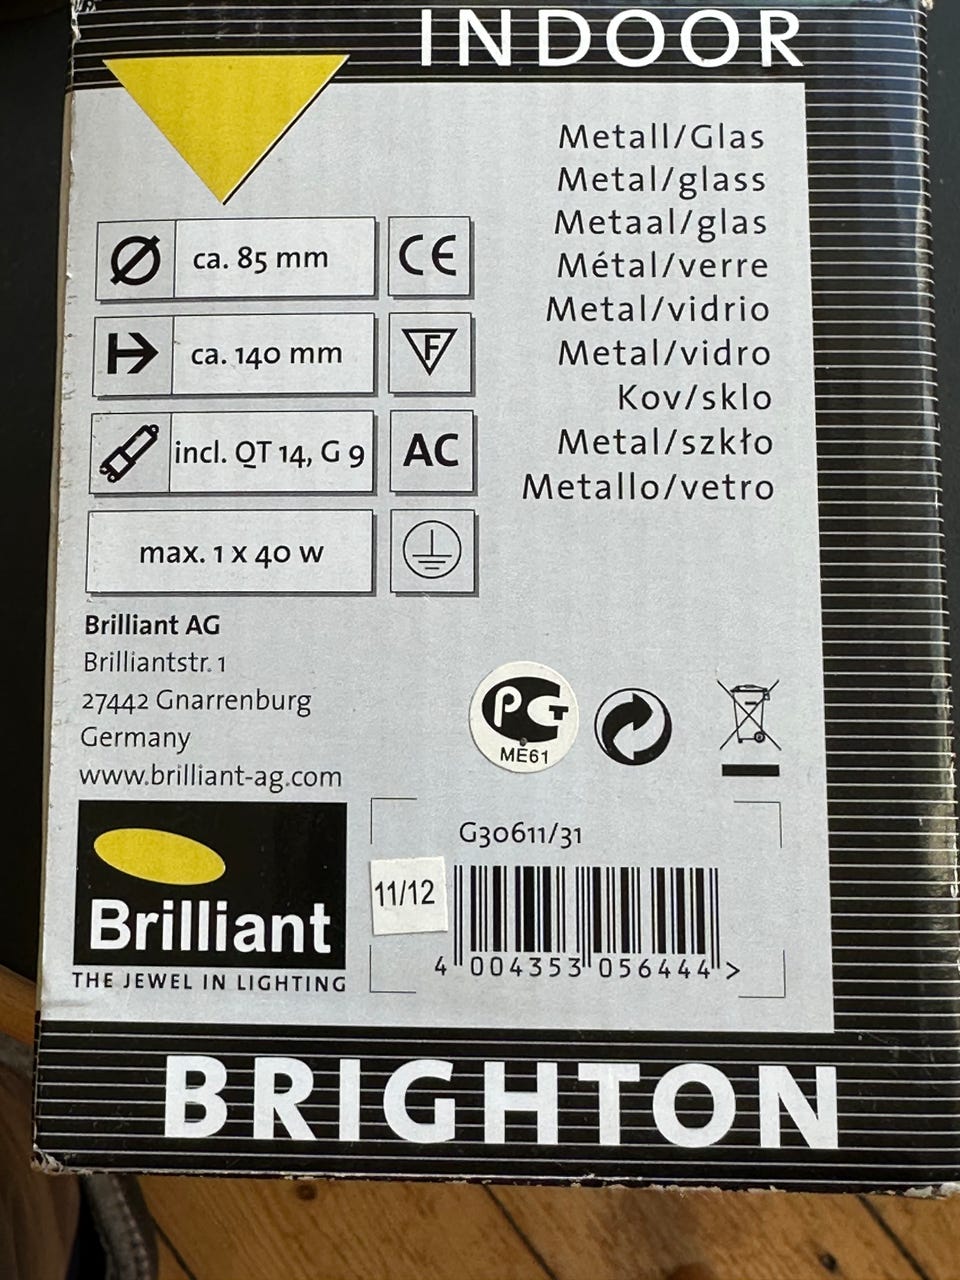 INDOOR
Metall/Glas
Metal/glass
Metaal/glas
Métal/verre
Metal/vidrio
Metal/vidro
Kov/sklo
Metal/szkło
Metallo/vetro
ca. 85 mm
CE
ca. 140 mm
F
incl. QT 14, G 9
AC
max. 1 x 40 W
Brilliant AG
Brilliantstr. 1
27442 Gnarrenburg
Germany
www.brilliant-ag.com
PG
ME61
G30611/31
11/12
4 004353 056444 >
Brilliant
THE JEWEL IN LIGHTING
BRIGHTON